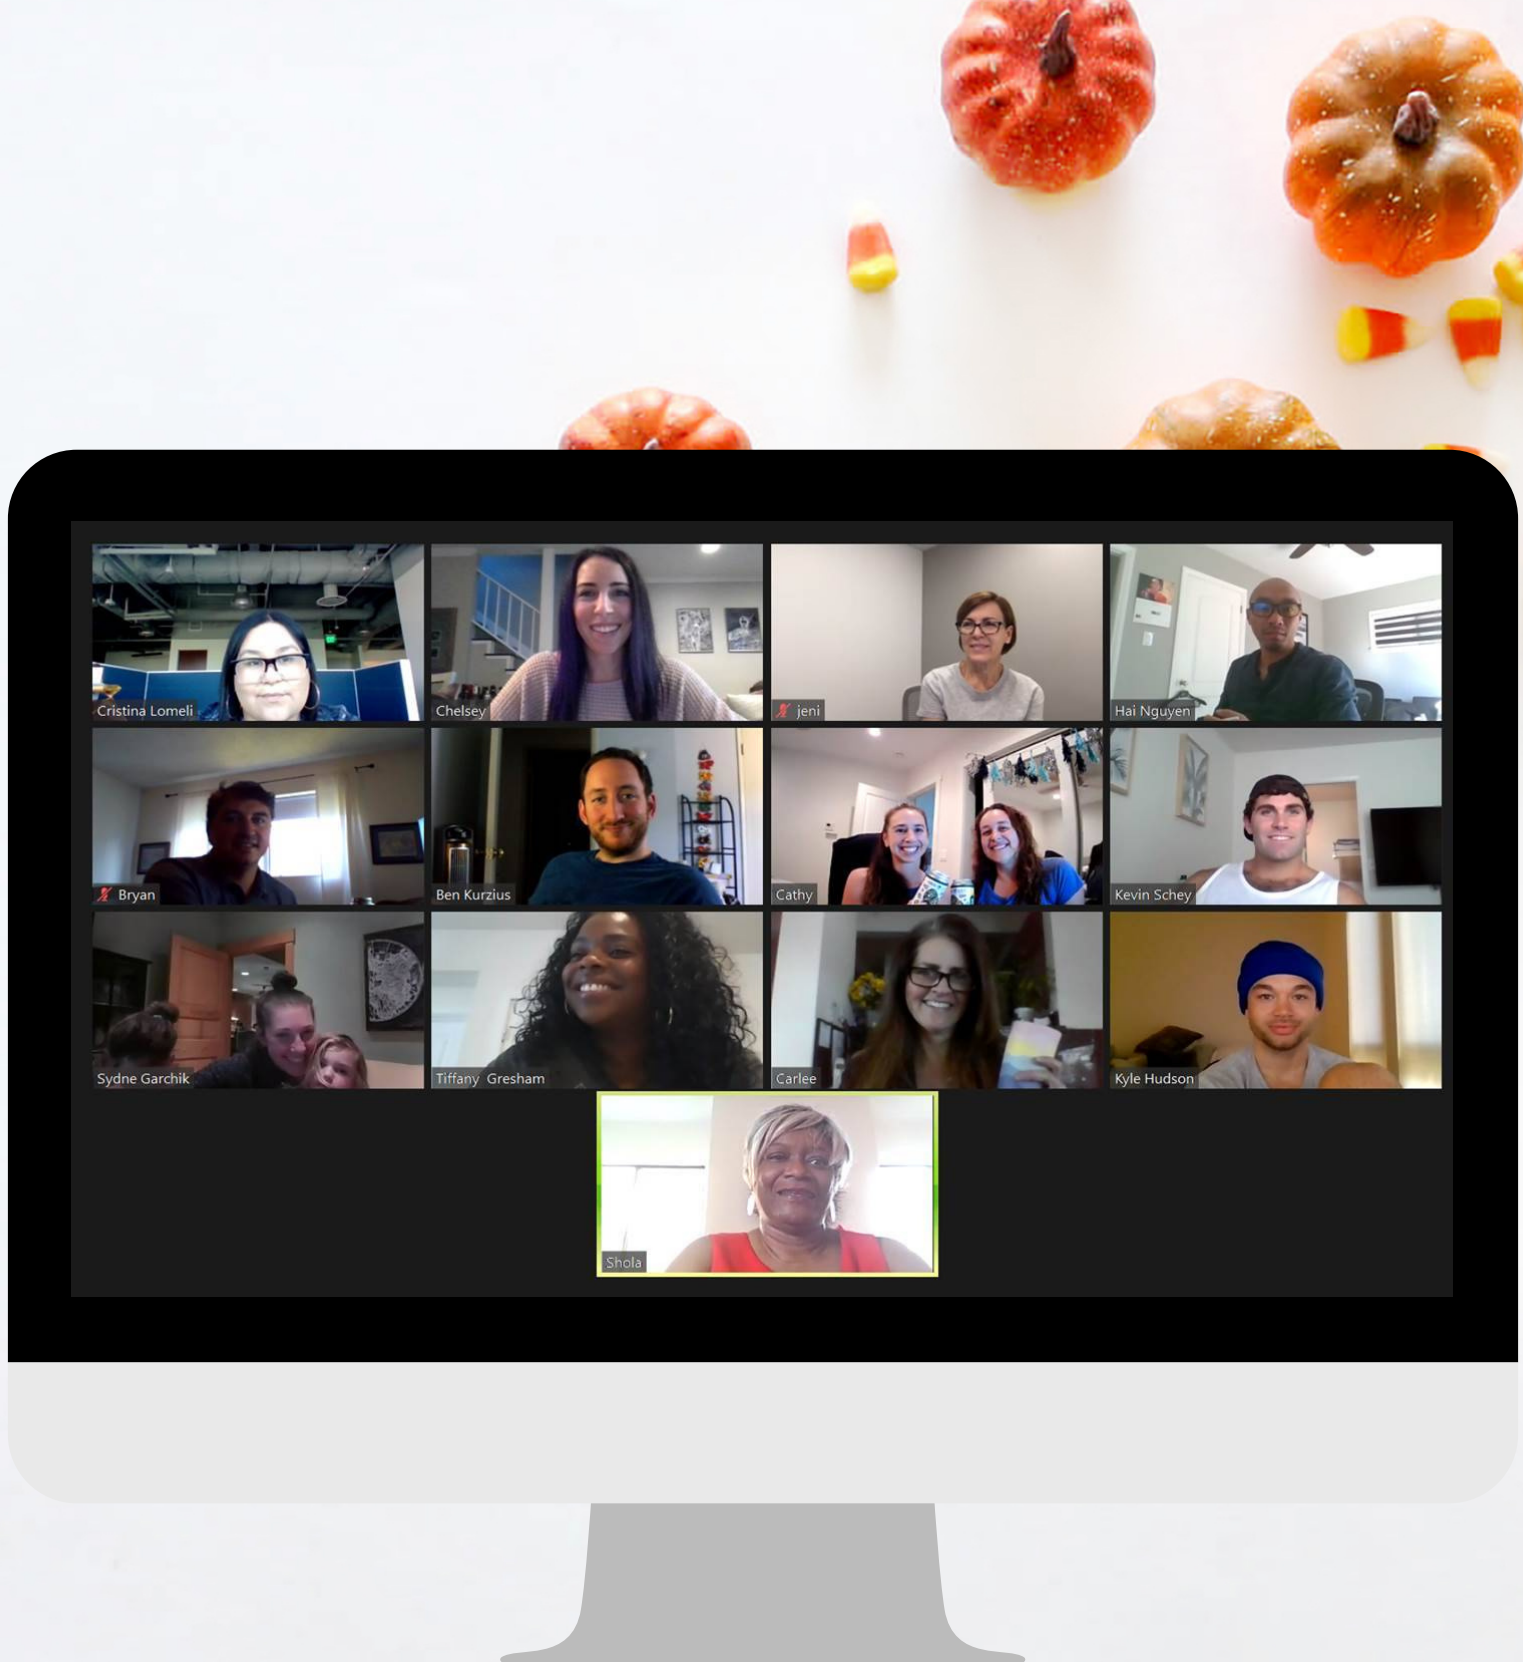 Cristina Lomeli
Chelsey
jeni
Hai Nguyen
Bryan
Ben Kurzius
Cathy
Kevin Schey
Sydne Garchik
Tiffany Gresham
Carlee
Kyle Hudson
Shola